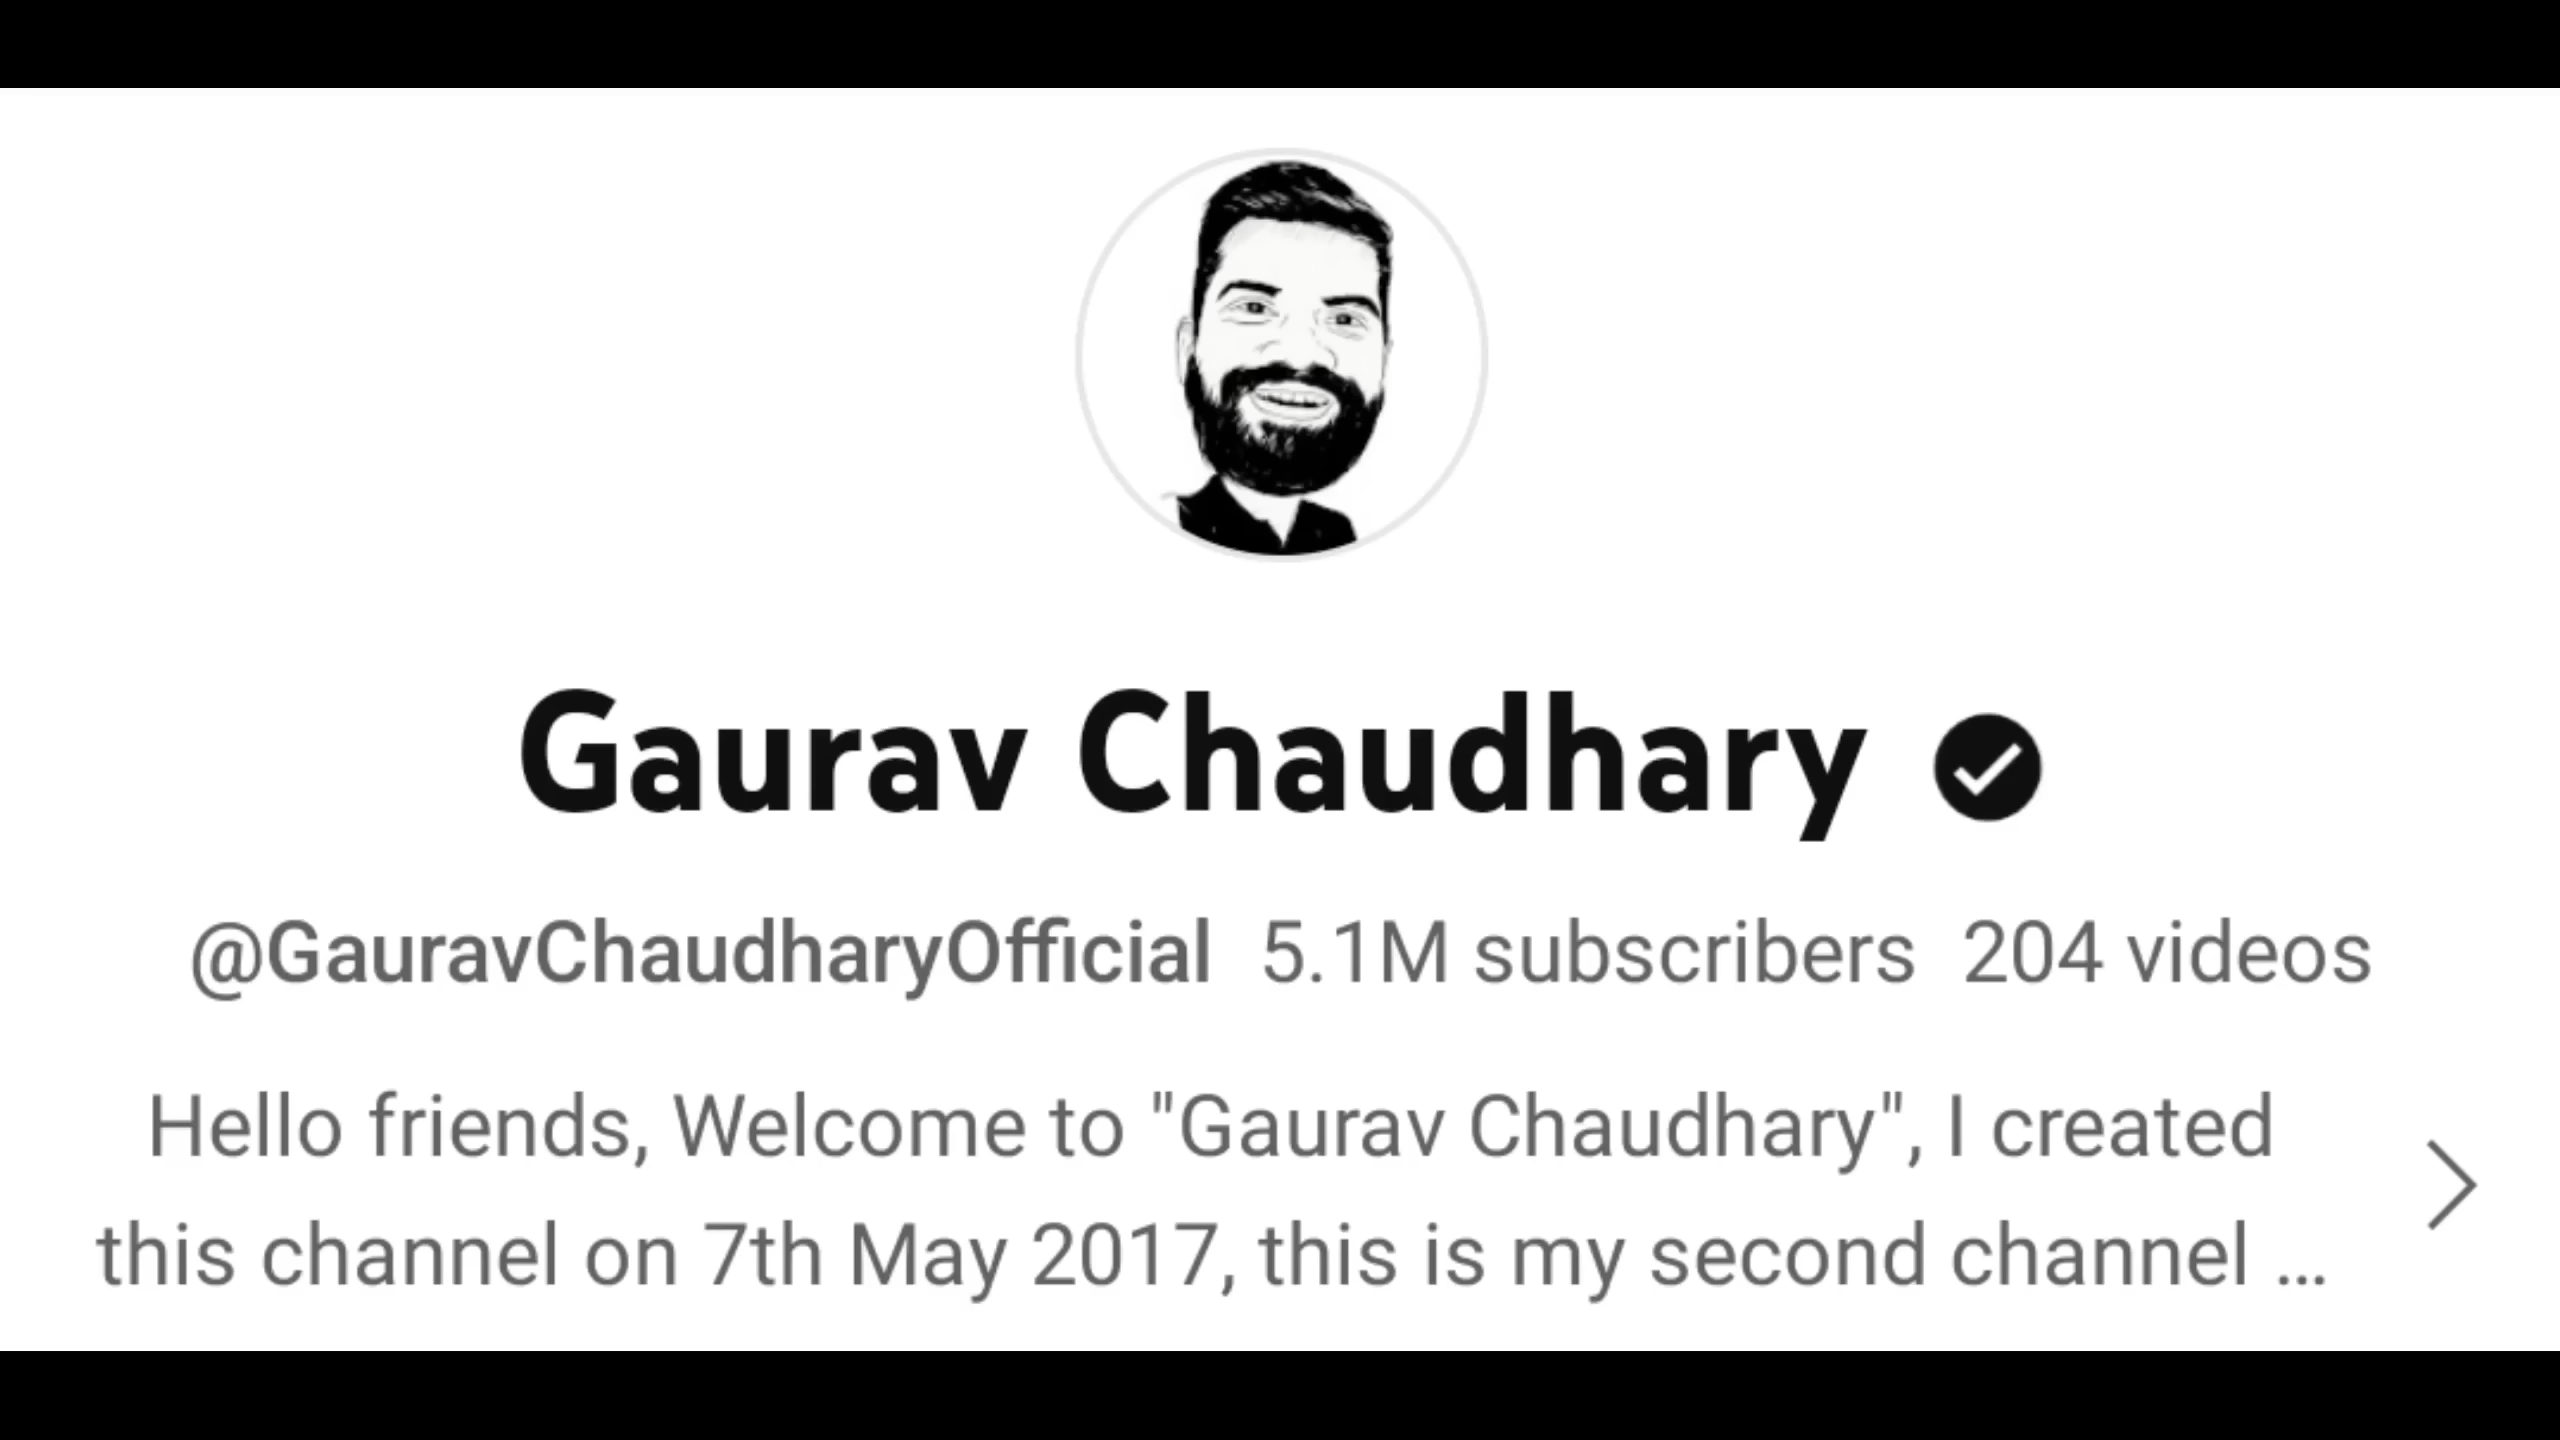 Gaurav Chaudhary
@GauravChaudharyOfficial 5.1M subscribers 204 videos
Hello friends, Welcome to "Gaurav Chaudhary", I created
this channel on 7th May 2017, this is my second channel ...